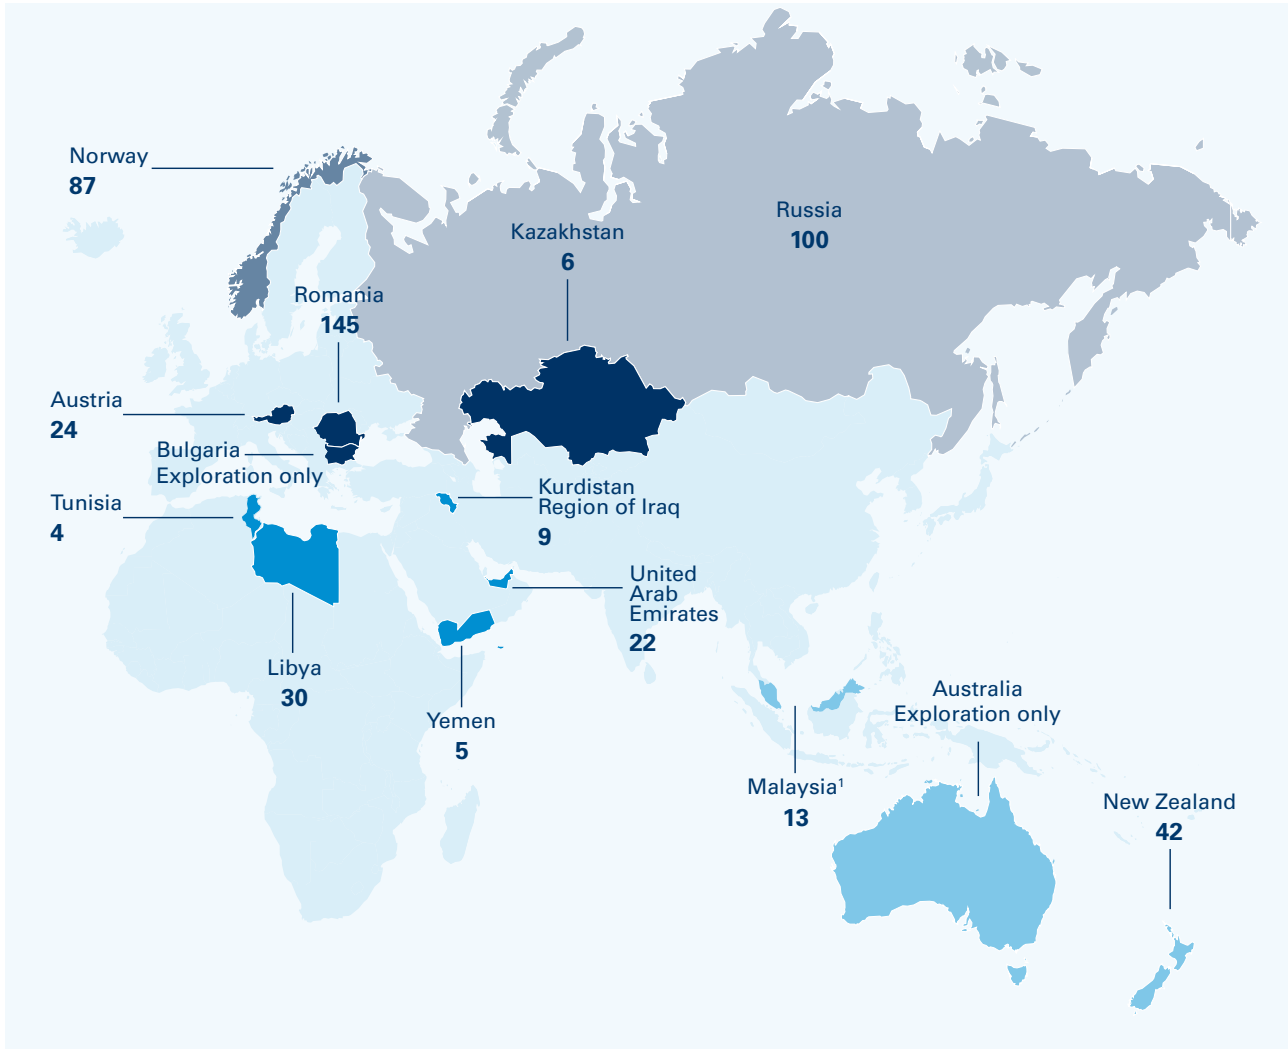 Norway
87
Russia
100
Kazakhstan
6
Romania
145
Austria
24
Bulgaria
Exploration only
Tunisia
4
Kurdistan
Region of Iraq
9
United
Arab
Emirates
22
Libya
30
Yemen
5
Australia
Exploration only
Malaysia¹
13
New Zealand
42